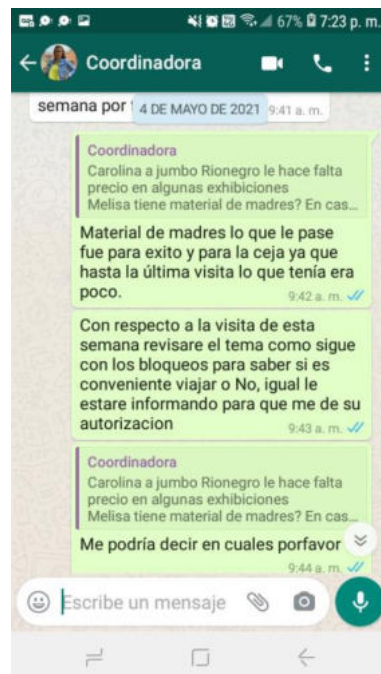 67% 7:23 p. m.
Coordinadora
semana por
4 DE MAYO DE 2021
9:41 a. m.
Coordinadora
Carolina a jumbo Rionegro le hace falta
precio en algunas exhibiciones
Melisa tiene material de madres? En cas...
Material de madres lo que le pase
fue para exito y para la ceja ya que
hasta la última visita lo que tenía era
poco.
9:42 a. m.
Con respecto a la visita de esta
semana revisare el tema como sigue
con los bloqueos para saber si es
conveniente viajar o No, igual le
estare informando para que me de su
autorizacion
9:43 a. m.
Coordinadora
Carolina a jumbo Rionegro le hace falta
precio en algunas exhibiciones
Melisa tiene material de madres? En cas...
Me podría decir en cuales porfavor
9:44 a. m.
Escribe un mensaje